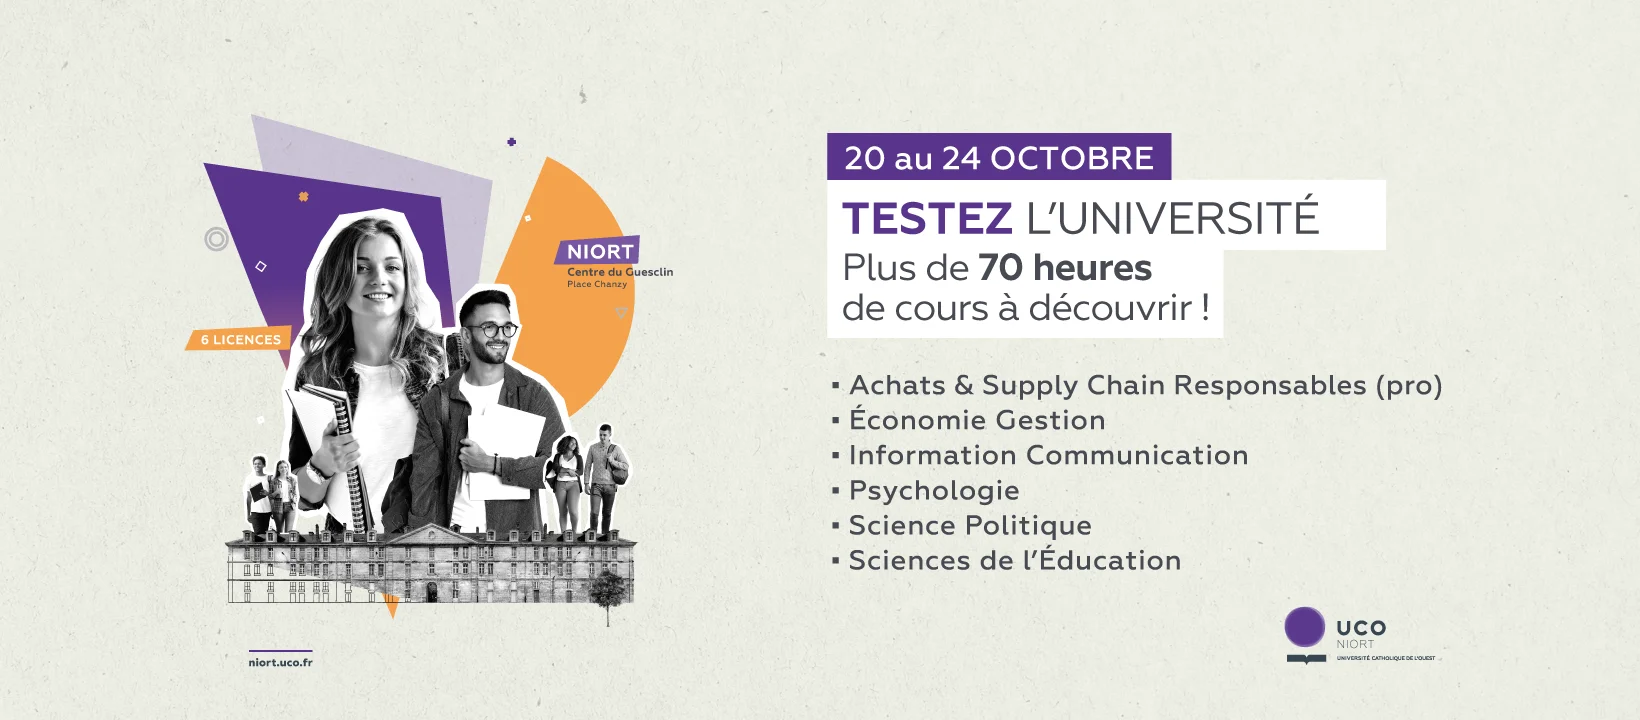 NIORT
Centre du Guesclin
Place Chanzy
6 LICENCES
niort.uco.fr
20 au 24 OCTOBRE
TESTEZ L'UNIVERSITÉ
Plus de 70 heures
de cours à découvrir !
▪ Achats & Supply Chain Responsables (pro)
▪ Économie Gestion
▪ Information Communication
▪ Psychologie
▪ Science Politique
▪ Sciences de l'Éducation
UCO
NIORT
UNIVERSITÉ CATHOLIQUE DE L'OUEST